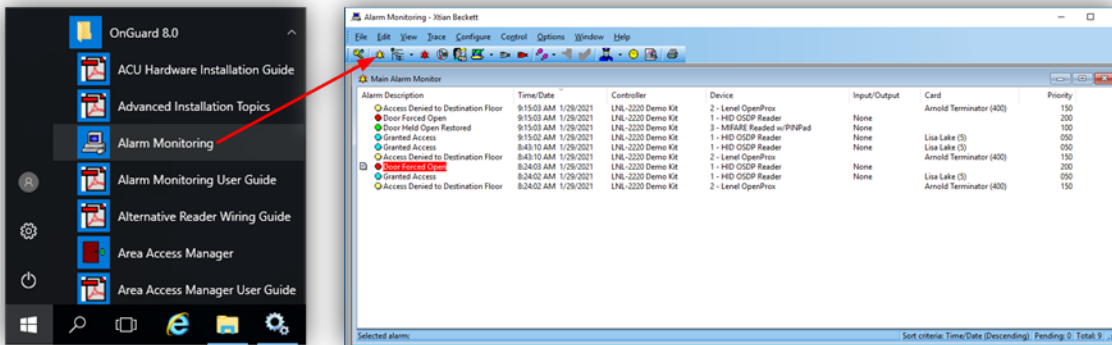 OnGuard 8.0
ACU Hardware Installation Guide
Advanced Installation Topics
Alarm Monitoring
Alarm Monitoring User Guide
Alternative Reader Wiring Guide
Area Access Manager
Area Access Manager User Guide
Alarm Monitoring - Xtian Beckett
File Edit View Trace Configure Control Options Window Help
Main Alarm Monitor
Alarm Description Time/Date Controller Device Input/Output Card Priority
Access Denied to Destination Floor 9:15:03 AM 1/29/2021 LNL-2220 Demo Kit 2 - Lenel OpenProx Arnold Terminator (400) 150
Door Forced Open 9:15:03 AM 1/29/2021 LNL-2220 Demo Kit 1 - HID OSDP Reader None 200
Door Held Open Restored 9:15:03 AM 1/29/2021 LNL-2220 Demo Kit 3 - MIFARE Readed w/PINPad None 100
Granted Access 9:15:02 AM 1/29/2021 LNL-2220 Demo Kit 1 - HID OSDP Reader None Lisa Lake (5) 050
Granted Access 8:43:10 AM 1/29/2021 LNL-2220 Demo Kit 1 - HID OSDP Reader None Lisa Lake (5) 050
Access Denied to Destination Floor 8:43:10 AM 1/29/2021 LNL-2220 Demo Kit 2 - Lenel OpenProx Arnold Terminator (400) 150
Door Forced Open 8:24:03 AM 1/29/2021 LNL-2220 Demo Kit 1 - HID OSDP Reader None 200
Granted Access 8:24:02 AM 1/29/2021 LNL-2220 Demo Kit 1 - HID OSDP Reader None Lisa Lake (5) 050
Access Denied to Destination Floor 8:24:02 AM 1/29/2021 LNL-2220 Demo Kit 2 - Lenel OpenProx Arnold Terminator (400) 150
Selected alarm: Sort criteria: Time/Date (Descending) Pending: 0 Total: 9